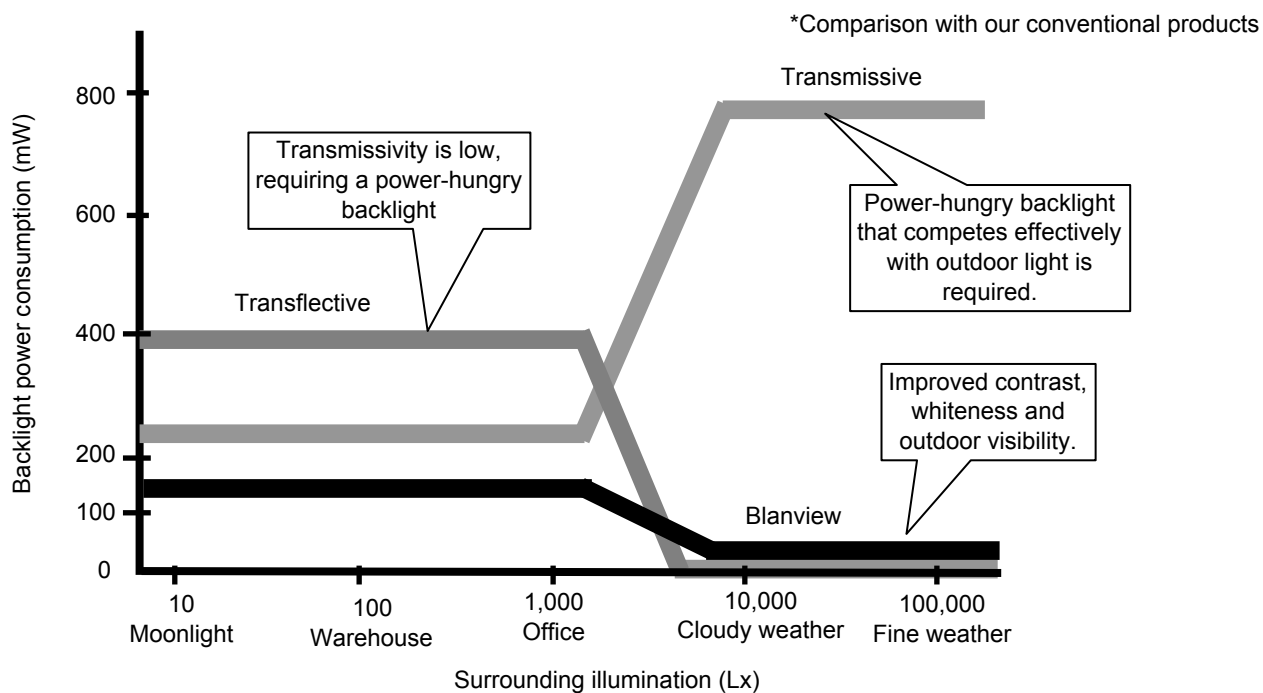 *Comparison with our conventional products
Transmissive
800
Transmissivity is low,
requiring a power-hungry
backlight
Power-hungry backlight
that competes effectively
with outdoor light is
required.
600
Backlight power consumption (mW)
Transflective
400
Improved contrast,
whiteness and
outdoor visibility.
200
100
Blanview
0
10
100
1,000
10,000
100,000
Moonlight
Warehouse
Office
Cloudy weather
Fine weather
Surrounding illumination (Lx)